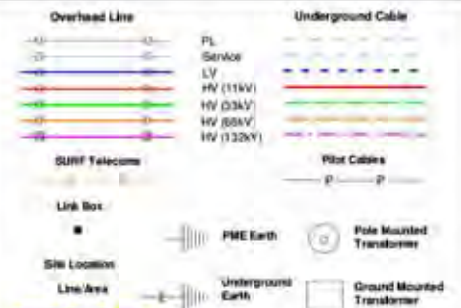 Overhead Line Underground Cable
PL
Service
LV
HV (11kV)
HV (33kV)
HV (66kV)
HV (132kV)
SURF Telecoms Pilot Cables
P P
Link Box
PME Earth Pole Mounted
Transformer
Site Location
Line/Area Underground
Earth Ground Mounted
Transformer
E